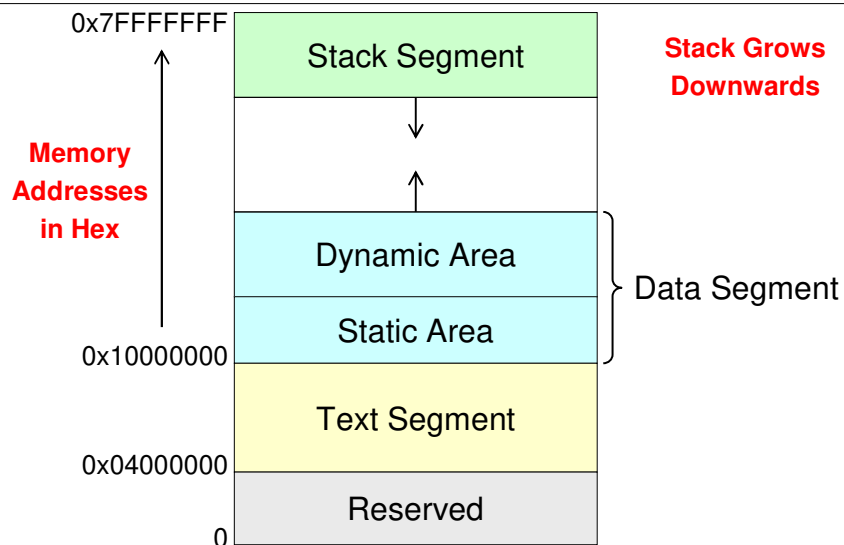 0x7FFFFFFF
Stack Segment
Stack Grows
Downwards
Memory
Addresses
in Hex
Dynamic Area
Data Segment
Static Area
0x10000000
Text Segment
0x04000000
Reserved
0